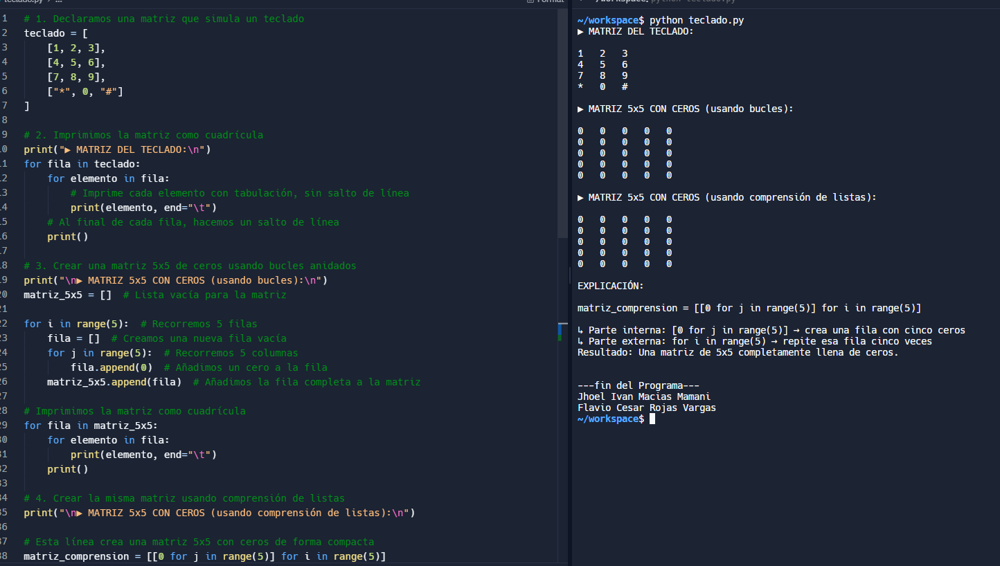 # 1. Declaramos una matriz que simula un teclado
teclado = [
    [1, 2, 3],
    [4, 5, 6],
    [7, 8, 9],
    ["*", 0, "#"]
]
# 2. Imprimimos la matriz como cuadrícula
print("▶ MATRIZ DEL TECLADO:\n")
for fila in teclado:
    for elemento in fila:
        # Imprime cada elemento con tabulación, sin salto de línea
        print(elemento, end="\t")
    # Al final de cada fila, hacemos un salto de línea
    print()
# 3. Crear una matriz 5x5 de ceros usando bucles anidados
print("\n▶ MATRIZ 5x5 CON CEROS (usando bucles):\n")
matriz_5x5 = []  # Lista vacía para la matriz
for i in range(5):  # Recorremos 5 filas
    fila = []  # Creamos una nueva fila vacía
    for j in range(5):  # Recorremos 5 columnas
        fila.append(0)  # Añadimos un cero a la fila
    matriz_5x5.append(fila)  # Añadimos la fila completa a la matriz
# Imprimimos la matriz como cuadrícula
for fila in matriz_5x5:
    for elemento in fila:
        print(elemento, end="\t")
    print()
# 4. Crear la misma matriz usando comprensión de listas
print("\n▶ MATRIZ 5x5 CON CEROS (usando comprensión de listas):\n")
# Esta línea crea una matriz 5x5 con ceros de forma compacta
matriz_comprension = [[0 for j in range(5)] for i in range(5)]
~/workspace$ python teclado.py
▶ MATRIZ DEL TECLADO:
1   2   3
4   5   6
7   8   9
*   0   #
▶ MATRIZ 5x5 CON CEROS (usando bucles):
0   0   0   0   0
0   0   0   0   0
0   0   0   0   0
0   0   0   0   0
0   0   0   0   0
▶ MATRIZ 5x5 CON CEROS (usando comprensión de listas):
0   0   0   0   0
0   0   0   0   0
0   0   0   0   0
0   0   0   0   0
0   0   0   0   0
EXPLICACIÓN:
matriz_comprension = [[0 for j in range(5)] for i in range(5)]
↳ Parte interna: [0 for j in range(5)] → crea una fila con cinco ceros
↳ Parte externa: for i in range(5) → repite esa fila cinco veces
Resultado: Una matriz de 5x5 completamente llena de ceros.
---fin del Programa---
Jhoel Ivan Macias Mamani
Flavio Cesar Rojas Vargas
~/workspace$